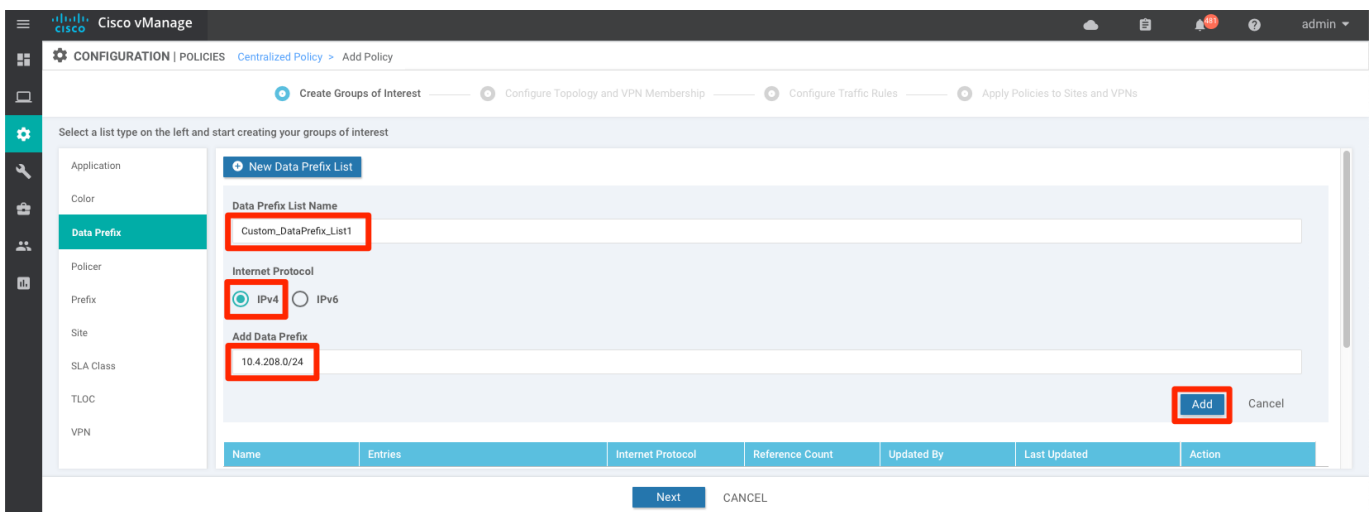 cisco Cisco vManage 481 admin
CONFIGURATION | POLICIES Centralized Policy > Add Policy
Create Groups of Interest Configure Topology and VPN Membership Configure Traffic Rules Apply Policies to Sites and VPNs
Select a list type on the left and start creating your groups of interest
Application
Color
Data Prefix
Policer
Prefix
Site
SLA Class
TLOC
VPN
New Data Prefix List
Data Prefix List Name
Custom_DataPrefix_List1
Internet Protocol
IPv4 IPv6
Add Data Prefix
10.4.208.0/24
Add Cancel
Name Entries Internet Protocol Reference Count Updated By Last Updated Action
Next CANCEL